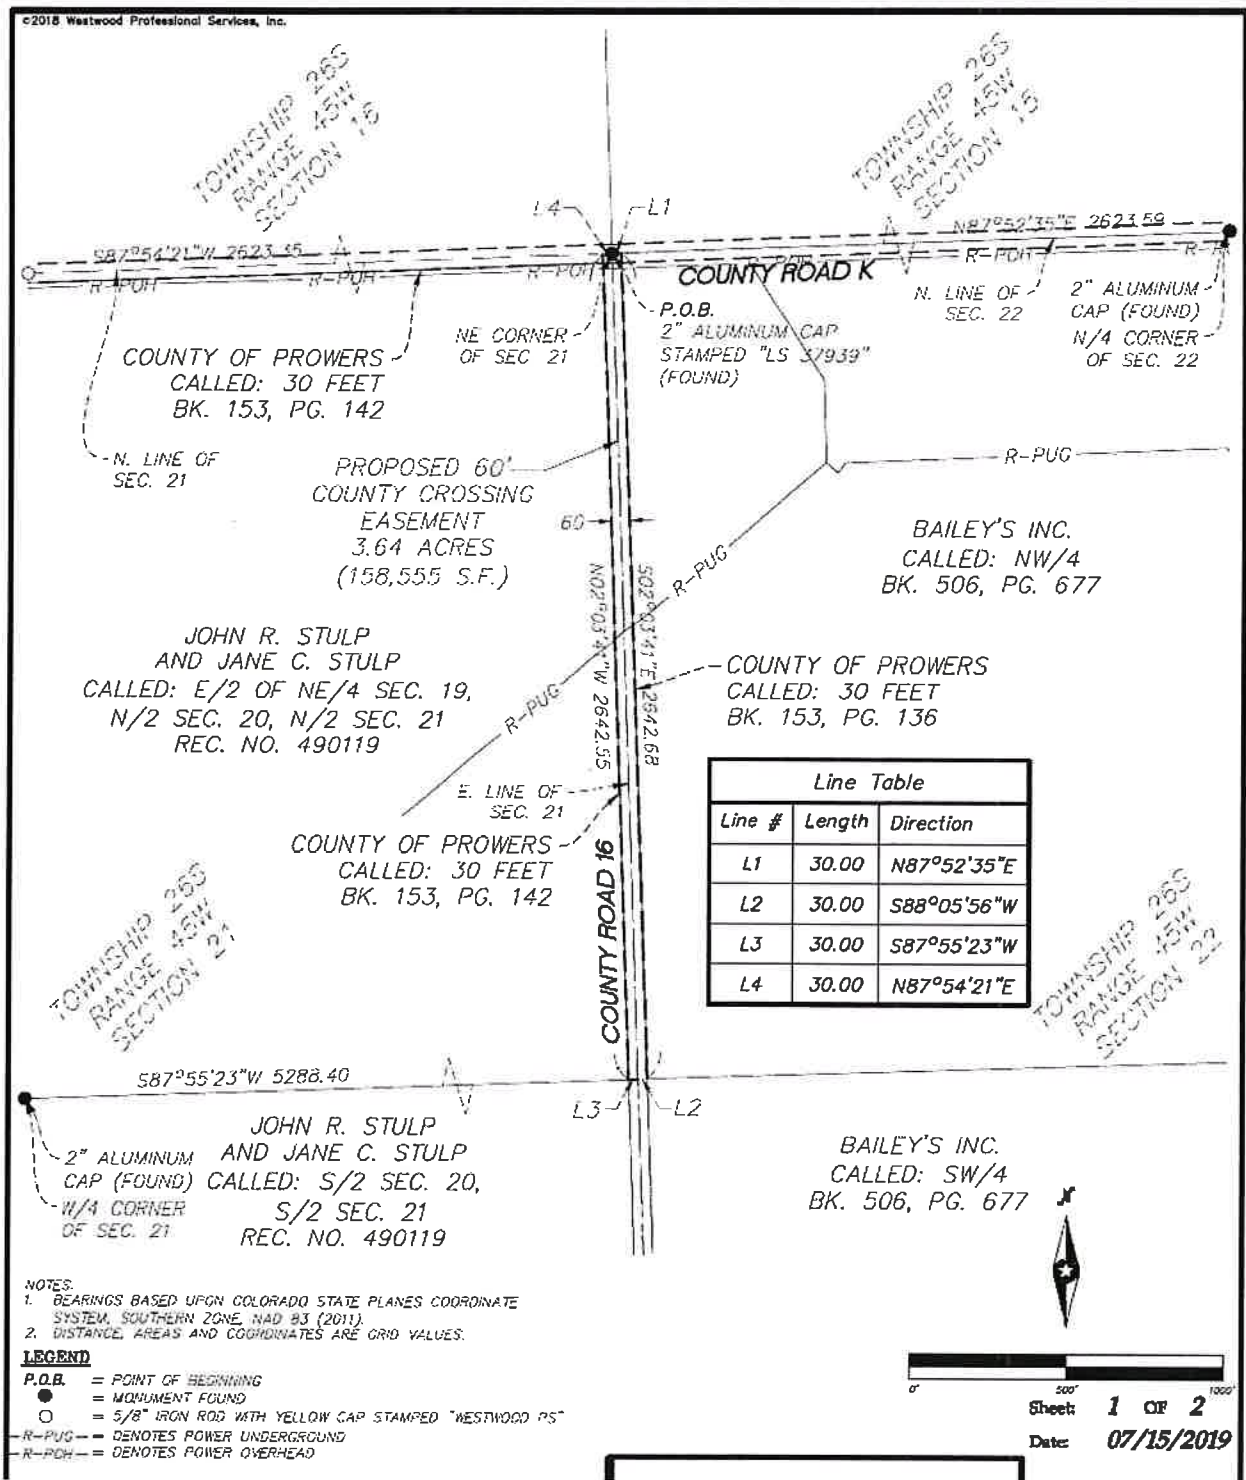 ©2018 Westwood Professional Services, Inc.
TOWNSHIP 26S
RANGE 45W
SECTION 16
TOWNSHIP 26S
RANGE 45W
SECTION 15
L4
L1
S87°54'21"W 2623.35
N87°52'35"E 2623.59
R-POH
R-POH
R-POH
R-POH
COUNTY ROAD K
N. LINE OF
SEC. 22
2" ALUMINUM
CAP (FOUND)
N/4 CORNER
OF SEC. 22
P.O.B.
2" ALUMINUM CAP
STAMPED "LS 37939"
(FOUND)
NE CORNER
OF SEC 21
COUNTY OF PROWERS
CALLED: 30 FEET
BK. 153, PG. 142
N. LINE OF
SEC. 21
PROPOSED 60'
COUNTY CROSSING
EASEMENT
3.64 ACRES
(158,555 S.F.)
60
R-PUG
BAILEY'S INC.
CALLED: NW/4
BK. 506, PG. 677
R-PUG
N02°03'41"W 2642.55
S02°03'41"E 2642.68
JOHN R. STULP
AND JANE C. STULP
CALLED: E/2 OF NE/4 SEC. 19,
N/2 SEC. 20, N/2 SEC. 21
REC. NO. 490119
R-PUG
COUNTY OF PROWERS
CALLED: 30 FEET
BK. 153, PG. 136
E. LINE OF
SEC. 21
COUNTY OF PROWERS
CALLED: 30 FEET
BK. 153, PG. 142
COUNTY ROAD 16
Line Table
Line # Length Direction
L1 30.00 N87°52'35"E
L2 30.00 S88°05'56"W
L3 30.00 S87°55'23"W
L4 30.00 N87°54'21"E
TOWNSHIP 26S
RANGE 45W
SECTION 21
TOWNSHIP 26S
RANGE 45W
SECTION 22
S87°55'23"W 5288.40
L3
L2
2" ALUMINUM
CAP (FOUND)
W/4 CORNER
OF SEC. 21
JOHN R. STULP
AND JANE C. STULP
CALLED: S/2 SEC. 20,
S/2 SEC. 21
REC. NO. 490119
BAILEY'S INC.
CALLED: SW/4
BK. 506, PG. 677
N
NOTES:
1. BEARINGS BASED UPON COLORADO STATE PLANES COORDINATE
SYSTEM, SOUTHERN ZONE, NAD 83 (2011).
2. DISTANCE, AREAS AND COORDINATES ARE GRID VALUES.
LEGEND
P.O.B. = POINT OF BEGINNING
= MONUMENT FOUND
= 5/8" IRON ROD WITH YELLOW CAP STAMPED "WESTWOOD PS"
R-PUG = DENOTES POWER UNDERGROUND
R-POH = DENOTES POWER OVERHEAD
0' 500' 1000'
Sheet: 1 OF 2
Date: 07/15/2019